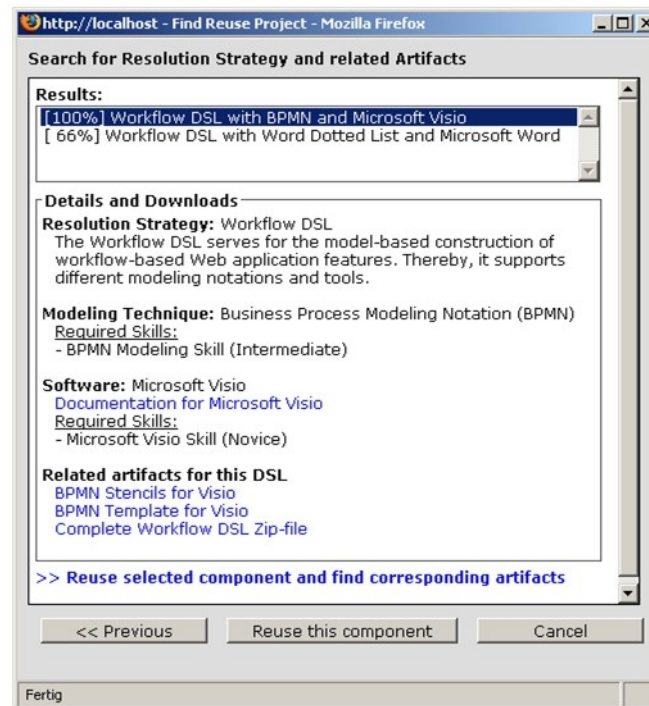 http://localhost - Find Reuse Project - Mozilla Firefox
Search for Resolution Strategy and related Artifacts
Results:
[100%] Workflow DSL with BPMN and Microsoft Visio
[ 66%] Workflow DSL with Word Dotted List and Microsoft Word
Details and Downloads
Resolution Strategy: Workflow DSL
The Workflow DSL serves for the model-based construction of
workflow-based Web application features. Thereby, it supports
different modeling notations and tools.
Modeling Technique: Business Process Modeling Notation (BPMN)
Required Skills:
- BPMN Modeling Skill (Intermediate)
Software: Microsoft Visio
Documentation for Microsoft Visio
Required Skills:
- Microsoft Visio Skill (Novice)
Related artifacts for this DSL
BPMN Stencils for Visio
BPMN Template for Visio
Complete Workflow DSL Zip-file
>> Reuse selected component and find corresponding artifacts
<< Previous Reuse this component Cancel
Fertig